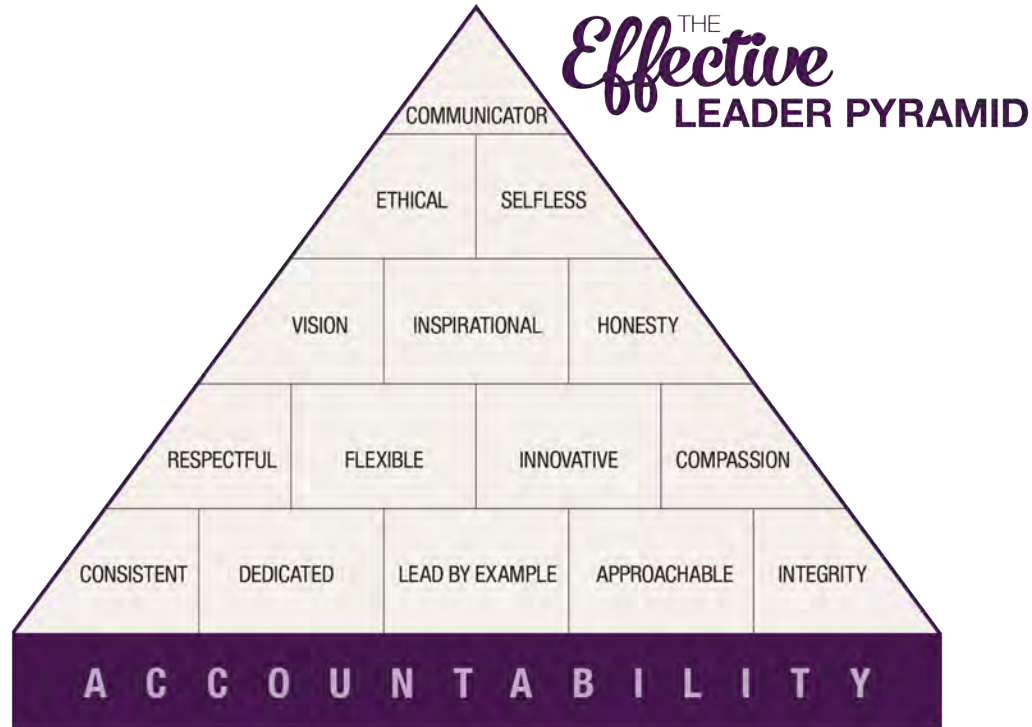 THE
Effective
LEADER PYRAMID
COMMUNICATOR
ETHICAL SELFLESS
VISION INSPIRATIONAL HONESTY
RESPECTFUL FLEXIBLE INNOVATIVE COMPASSION
CONSISTENT DEDICATED LEAD BY EXAMPLE APPROACHABLE INTEGRITY
ACCOUNTABILITY